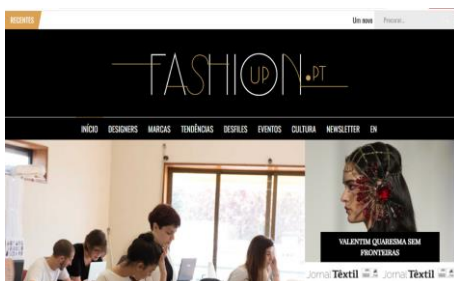 RECENTES
Um novo
Procurar...
FASHION UP.PT
INÍCIO DESIGNERS MARCAS TENDÊNCIAS DESFILES EVENTOS CULTURA NEWSLETTER EN
VALENTIM QUARESMA SEM
FRONTEIRAS
Jornal Têxtil Jornal Têxtil